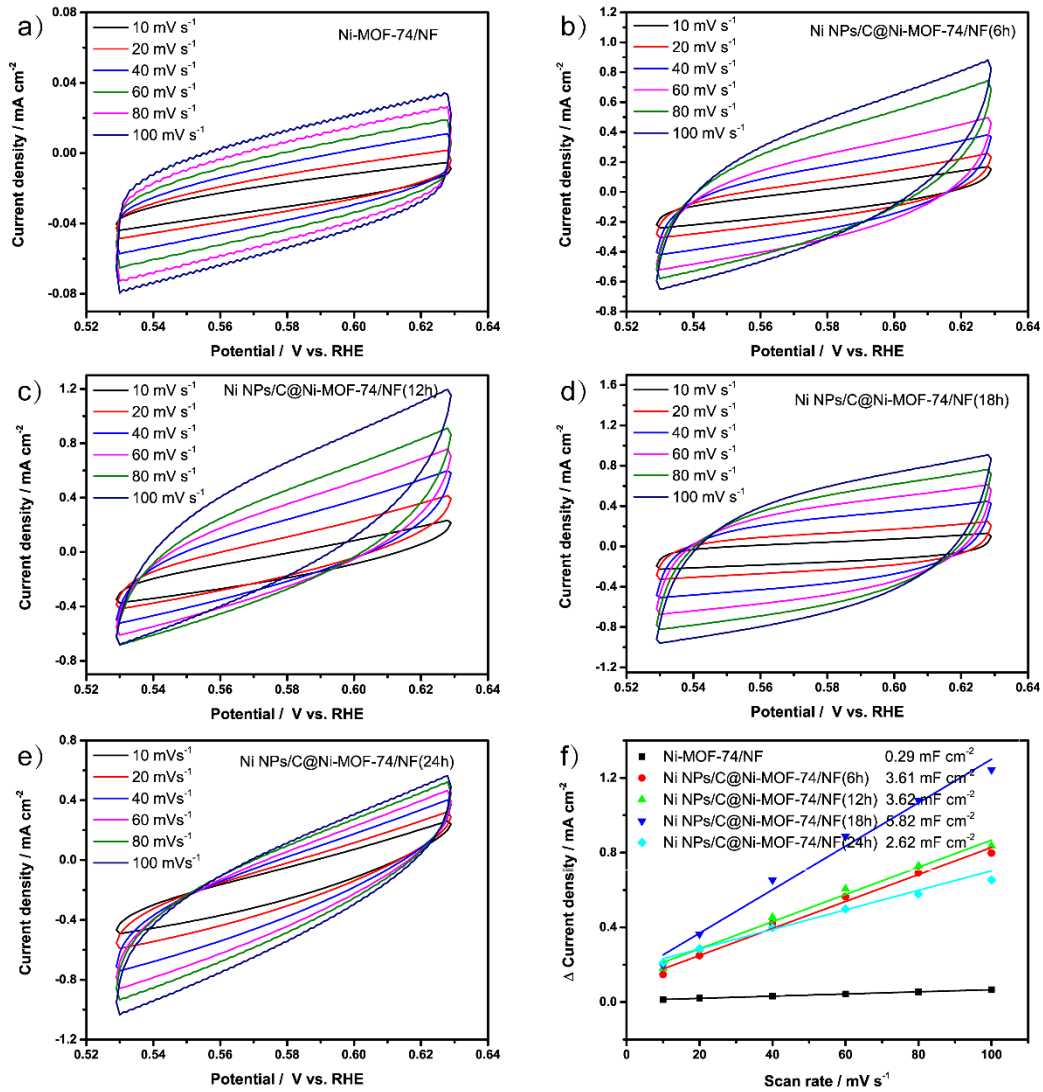 a)
Ni-MOF-74/NF
10 mV s⁻¹
20 mV s⁻¹
40 mV s⁻¹
60 mV s⁻¹
80 mV s⁻¹
100 mV s⁻¹
0.08
0.04
0.00
-0.04
-0.08
Current density / mA cm⁻²
0.52 0.54 0.56 0.58 0.60 0.62 0.64
Potential / V vs. RHE
b)
Ni NPs/C@Ni-MOF-74/NF(6h)
10 mV s⁻¹
20 mV s⁻¹
40 mV s⁻¹
60 mV s⁻¹
80 mV s⁻¹
100 mV s⁻¹
1.2
1.0
0.8
0.6
0.4
0.2
0.0
-0.2
-0.4
-0.6
-0.8
Current density / mA cm⁻²
0.52 0.54 0.56 0.58 0.60 0.62 0.64
Potential / V vs. RHE
c)
Ni NPs/C@Ni-MOF-74/NF(12h)
10 mV s⁻¹
20 mV s⁻¹
40 mV s⁻¹
60 mV s⁻¹
80 mV s⁻¹
100 mV s⁻¹
1.2
0.8
0.4
0.0
-0.4
-0.8
Current density / mA cm⁻²
0.52 0.54 0.56 0.58 0.60 0.62 0.64
Potential / V vs. RHE
d)
Ni NPs/C@Ni-MOF-74/NF(18h)
10 mV s⁻¹
20 mV s⁻¹
40 mV s⁻¹
60 mV s⁻¹
80 mV s⁻¹
100 mV s⁻¹
1.6
1.2
0.8
0.4
0.0
-0.4
-0.8
-1.2
Current density / mA cm⁻²
0.52 0.54 0.56 0.58 0.60 0.62 0.64
Potential / V vs. RHE
e)
Ni NPs/C@Ni-MOF-74/NF(24h)
10 mVs⁻¹
20 mVs⁻¹
40 mVs⁻¹
60 mVs⁻¹
80 mVs⁻¹
100 mVs⁻¹
0.8
0.4
0.0
-0.4
-0.8
-1.2
Current density / mA cm⁻²
0.52 0.54 0.56 0.58 0.60 0.62 0.64
Potential / V vs. RHE
f)
Ni-MOF-74/NF 0.29 mF cm⁻²
Ni NPs/C@Ni-MOF-74/NF(6h) 3.61 mF cm⁻²
Ni NPs/C@Ni-MOF-74/NF(12h) 3.62 mF cm⁻²
Ni NPs/C@Ni-MOF-74/NF(18h) 5.82 mF cm⁻²
Ni NPs/C@Ni-MOF-74/NF(24h) 2.62 mF cm⁻²
1.2
0.8
0.4
0.0
Δ Current density / mA cm⁻²
0 20 40 60 80 100
Scan rate / mV s⁻¹